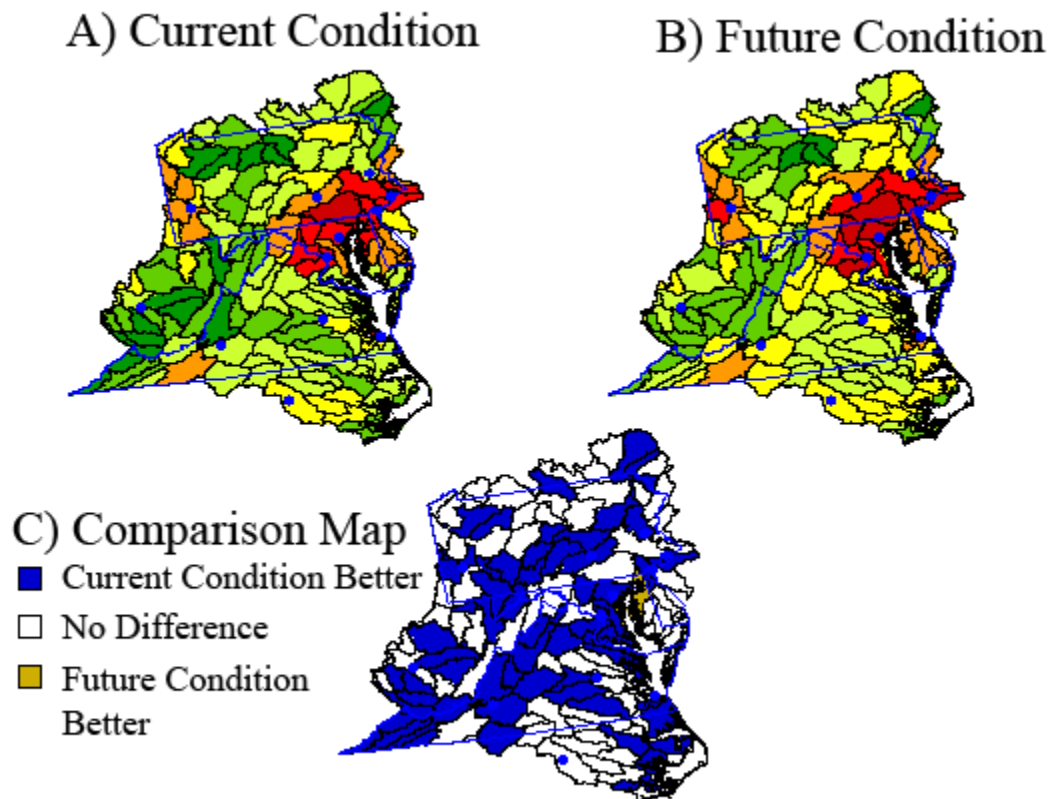 A) Current Condition
B) Future Condition
C) Comparison Map
Current Condition Better
No Difference
Future Condition
Better